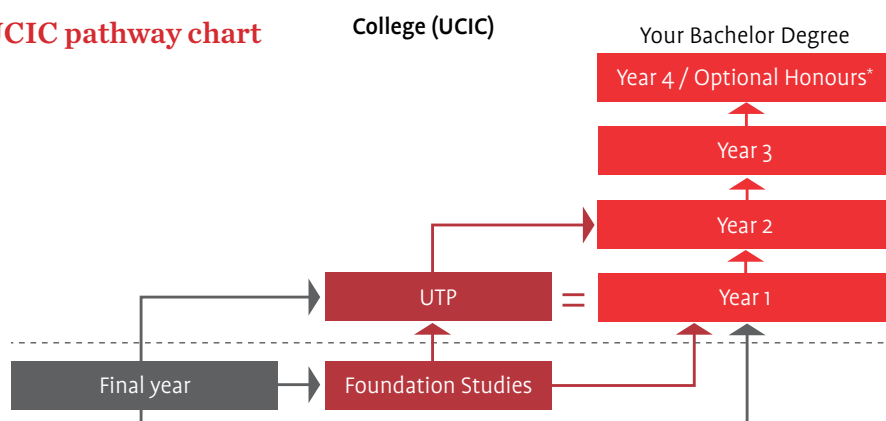 UCIC pathway chart
College (UCIC)
Your Bachelor Degree
Year 4 / Optional Honours*
Year 3
Year 2
UTP
=
Year 1
Final year
Foundation Studies